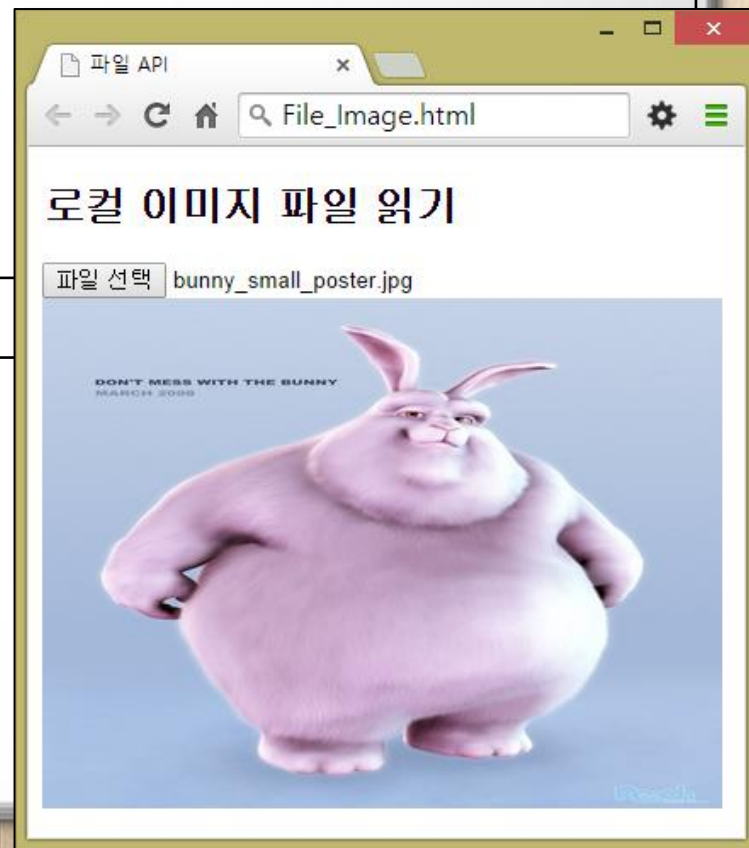 파일 API
File_Image.html
로컬 이미지 파일 읽기
파일 선택 bunny_small_poster.jpg
DON'T MESS WITH THE BUNNY
MARCH 2008